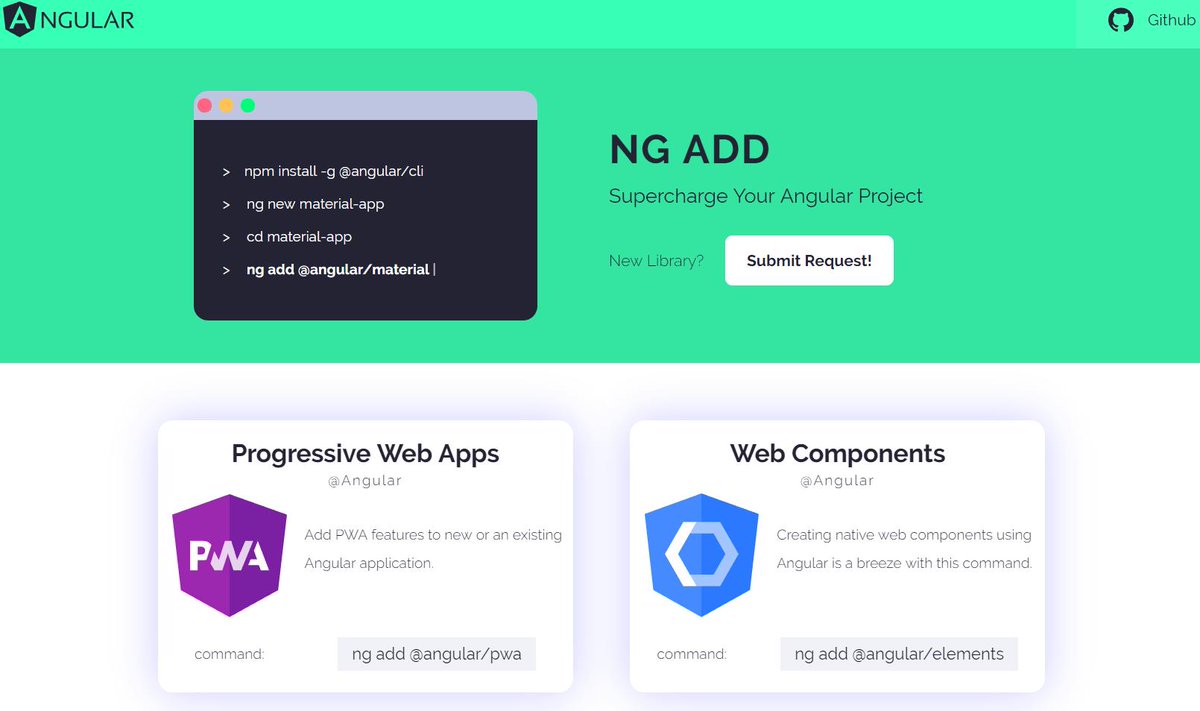 ANGULAR
Github
> npm install -g @angular/cli
> ng new material-app
> cd material-app
> ng add @angular/material |
NG ADD
Supercharge Your Angular Project
New Library? Submit Request!
Progressive Web Apps
@Angular
PWA
Add PWA features to new or an existing
Angular application.
command: ng add @angular/pwa
Web Components
@Angular
Creating native web components using
Angular is a breeze with this command.
command: ng add @angular/elements